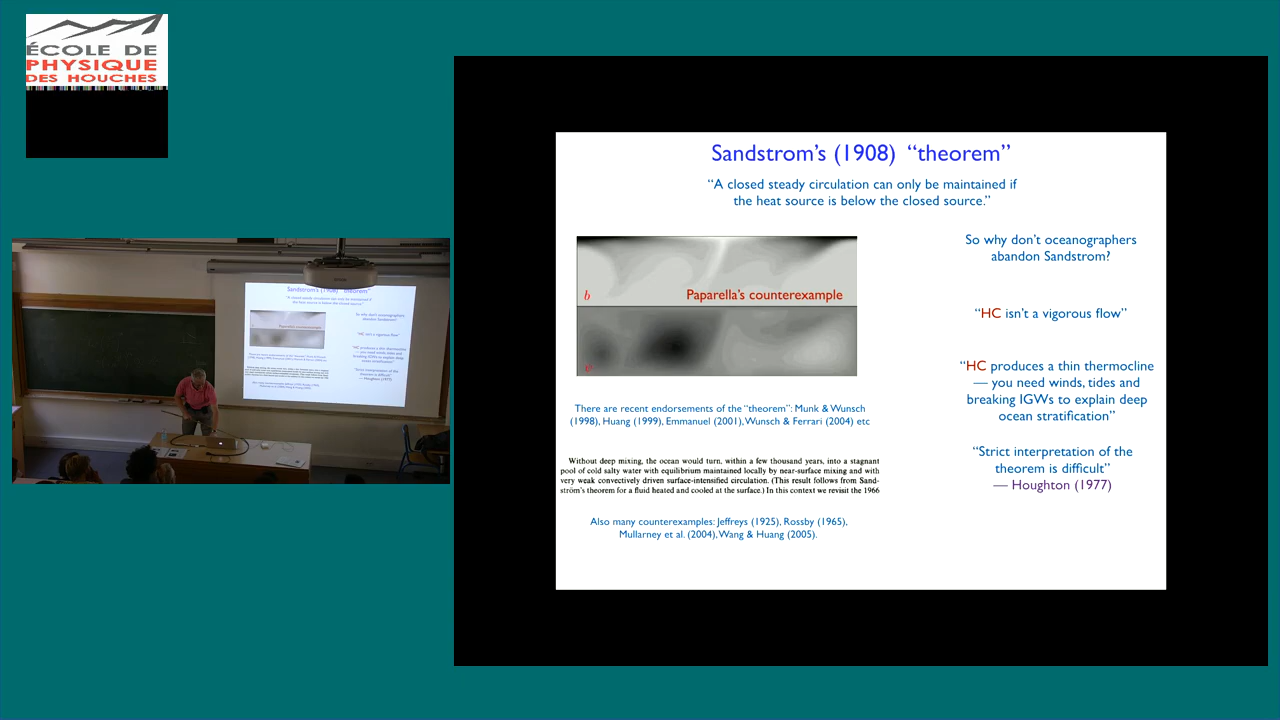 ÉCOLE DE
PHYSIQUE
DES HOUCHES
Sandstrom's (1908) "theorem"
"A closed steady circulation can only be maintained if
the heat source is below the closed source."
b
Paparella's counterexample
So why don't oceanographers
abandon Sandstrom?
"HC isn't a vigorous flow"
"HC produces a thin thermocline
— you need winds, tides and
breaking IGWs to explain deep
ocean stratification"
"Strict interpretation of the
theorem is difficult"
— Houghton (1977)
There are recent endorsements of the "theorem": Munk & Wunsch
(1998), Huang (1999), Emmanuel (2001), Wunsch & Ferrari (2004) etc
Without deep mixing, the ocean would turn, within a few thousand years, into a stagnant
pool of cold salty water with equilibrium maintained locally by near-surface mixing and with
very weak convectively driven surface-intensified circulation. (This result follows from Sand-
ström's theorem for a fluid heated and cooled at the surface.) In this context we revisit the 1966
Also many counterexamples: Jeffreys (1925), Rossby (1965),
Mullarney et al. (2004), Wang & Huang (2005).